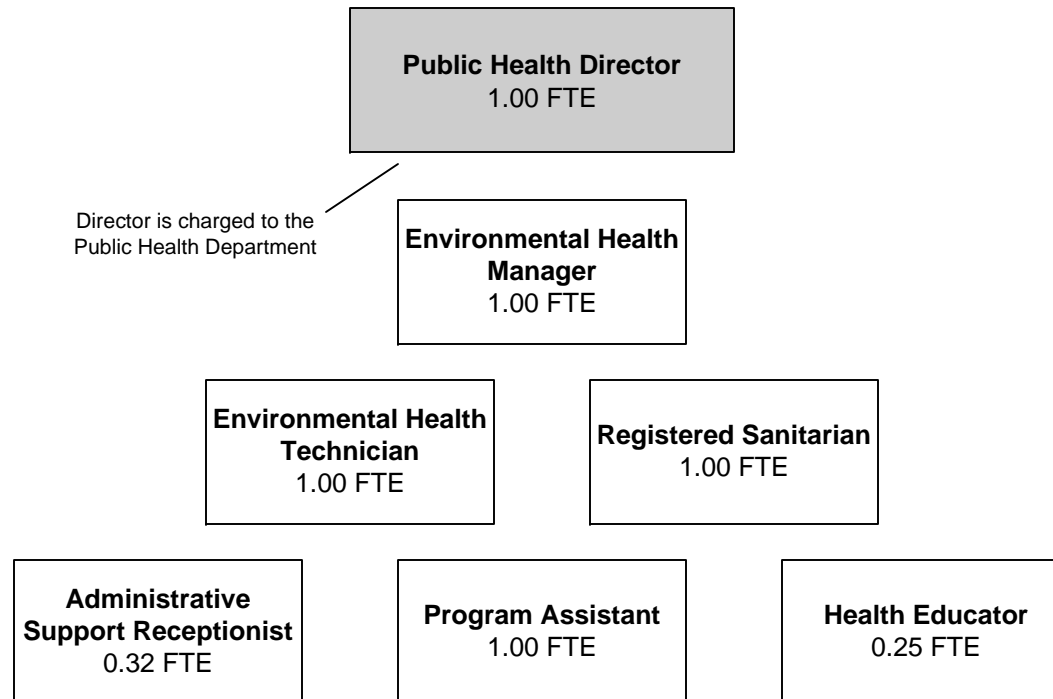 Public Health Director
1.00 FTE
Director is charged to the
Public Health Department
Environmental Health
Manager
1.00 FTE
Environmental Health
Technician
1.00 FTE
Registered Sanitarian
1.00 FTE
Administrative
Support Receptionist
0.32 FTE
Program Assistant
1.00 FTE
Health Educator
0.25 FTE